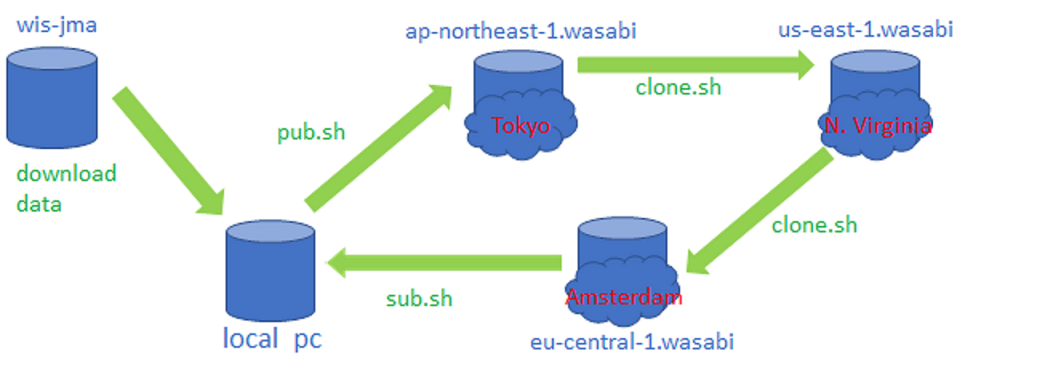 wis-jma
ap-northeast-1.wasabi
us-east-1.wasabi
clone.sh
Tokyo
N. Virginia
pub.sh
download
data
clone.sh
sub.sh
Amsterdam
local pc
eu-central-1.wasabi